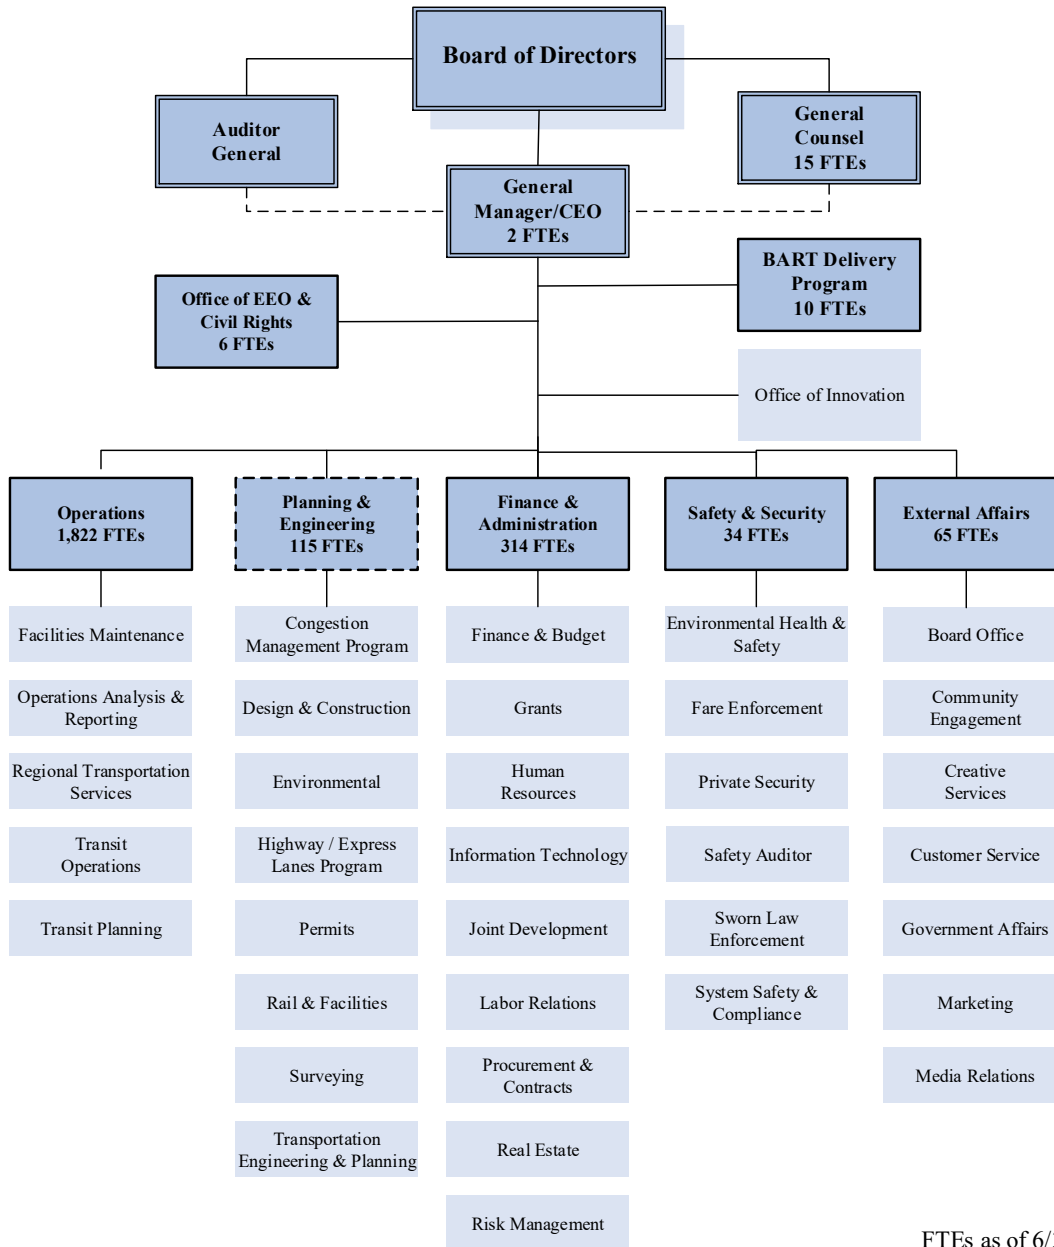 Board of Directors
Auditor
General
General
Counsel
15 FTEs
General
Manager/CEO
2 FTEs
BART Delivery
Program
10 FTEs
Office of EEO &
Civil Rights
6 FTEs
Office of Innovation
Operations
1,822 FTEs
Planning &
Engineering
115 FTEs
Finance &
Administration
314 FTEs
Safety & Security
34 FTEs
External Affairs
65 FTEs
Facilities Maintenance
Operations Analysis &
Reporting
Regional Transportation
Services
Transit
Operations
Transit Planning
Congestion
Management Program
Design & Construction
Environmental
Highway / Express
Lanes Program
Permits
Rail & Facilities
Surveying
Transportation
Engineering & Planning
Finance & Budget
Grants
Human
Resources
Information Technology
Joint Development
Labor Relations
Procurement &
Contracts
Real Estate
Risk Management
Environmental Health &
Safety
Fare Enforcement
Private Security
Safety Auditor
Sworn Law
Enforcement
System Safety &
Compliance
Board Office
Community
Engagement
Creative
Services
Customer Service
Government Affairs
Marketing
Media Relations
FTEs as of 6/